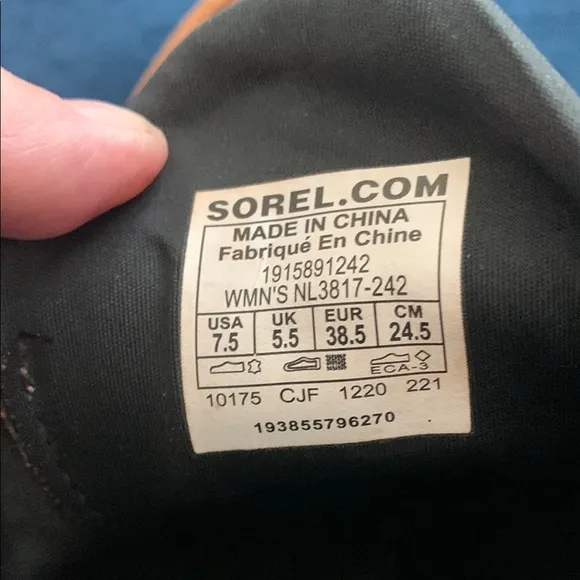 SOREL.COM
MADE IN CHINA
Fabriqué En Chine
1915891242
WMN'S NL3817-242
USA UK EUR CM
7.5 5.5 38.5 24.5
ECA-3
10175 CJF 1220 221
193855796270